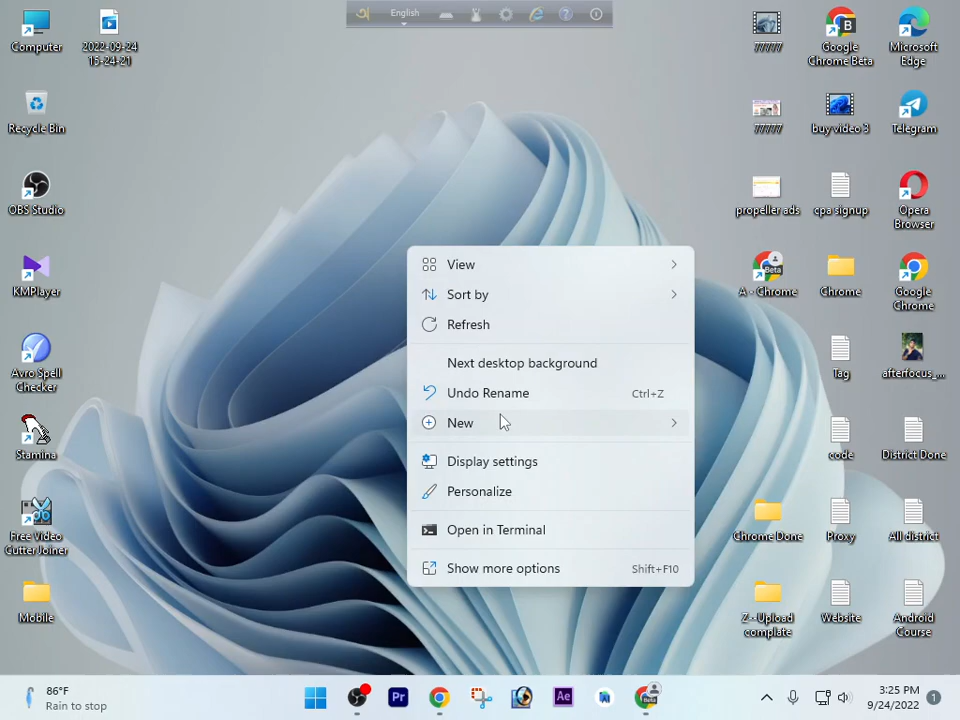 অ English
Computer
2022-09-24
15-24-21
77777
Google
Chrome Beta
Microsoft
Edge
Recycle Bin
77777
buy video 3
Telegram
OBS Studio
propeller ads
cpa signup
Opera
Browser
KMPlayer
A - Chrome
Chrome
Google
Chrome
Avro Spell
Checker
Tag
afterfocus_...
Stamina
code
District Done
Free Video
Cutter Joiner
Chrome Done
Proxy
All district
Mobile
Z - Upload
complate
Website
Android
Course
View
Sort by
Refresh
Next desktop background
Undo Rename Ctrl+Z
New
Display settings
Personalize
Open in Terminal
Show more options Shift+F10
86°F
Rain to stop
Pr
Ae
Beta
3:25 PM
9/24/2022
1